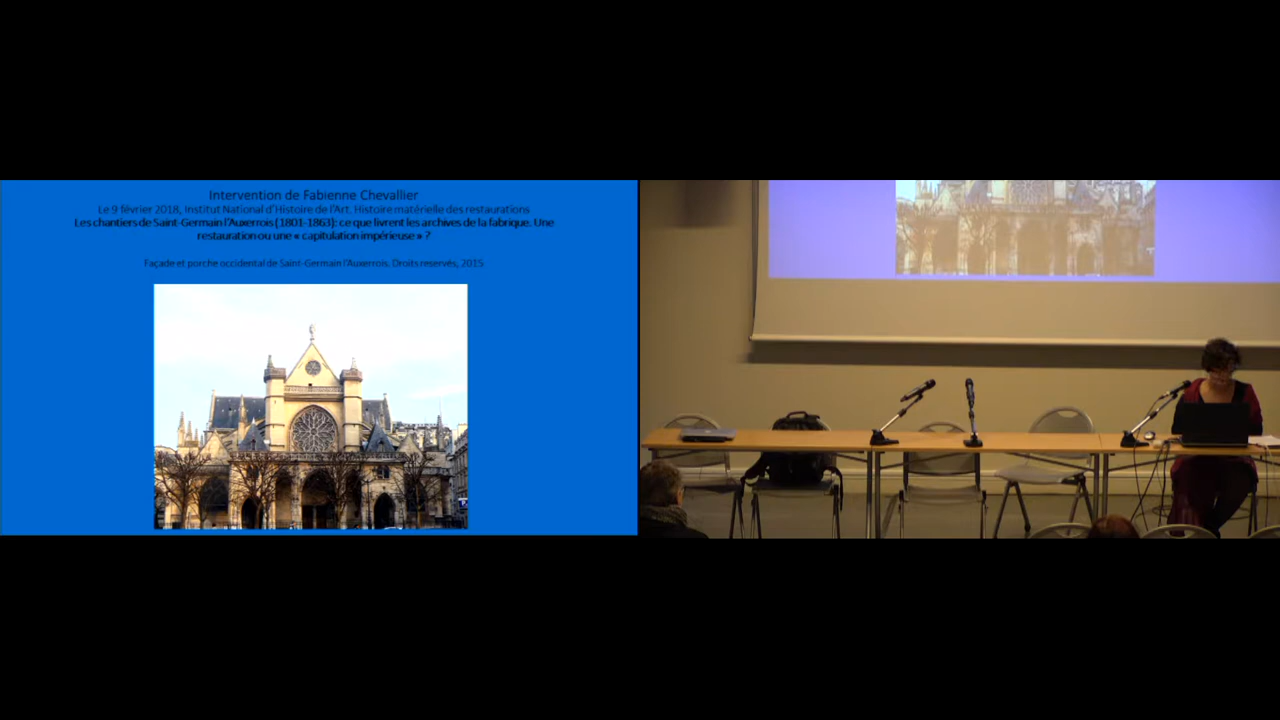 Intervention de Fabienne Chevallier
Le 9 février 2018, Institut National d'Histoire de l'Art. Histoire matérielle des restaurations
Les chantiers de Saint-Germain l'Auxerrois (1801-1863): ce que livrent les archives de la fabrique. Une
restauration ou une « capitulation impérieuse » ?
Façade et porche occidental de Saint-Germain l'Auxerrois. Droits reservés, 2015